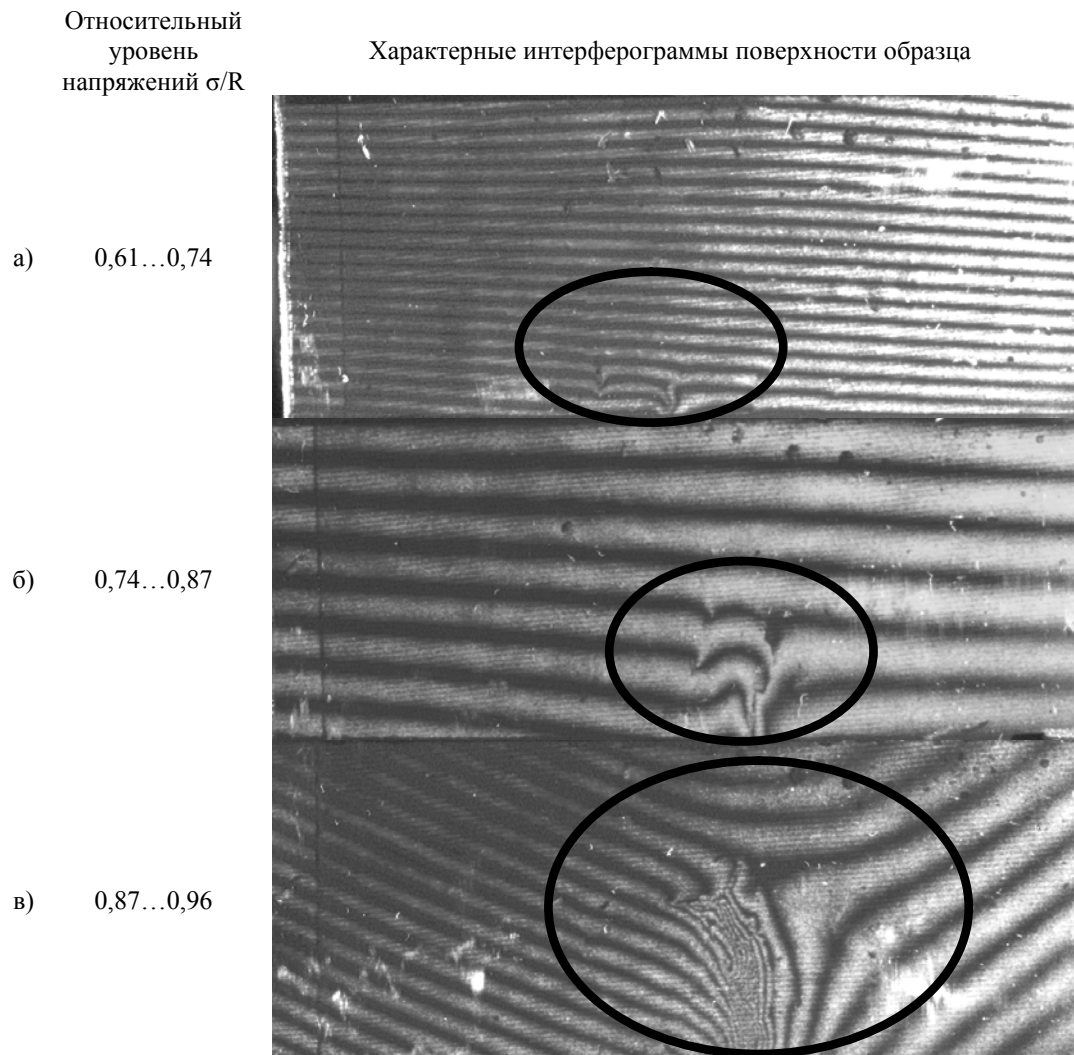 Относительный
уровень
напряжений σ/R
Характерные интерферограммы поверхности образца
а) 0,61…0,74
б) 0,74…0,87
в) 0,87…0,96